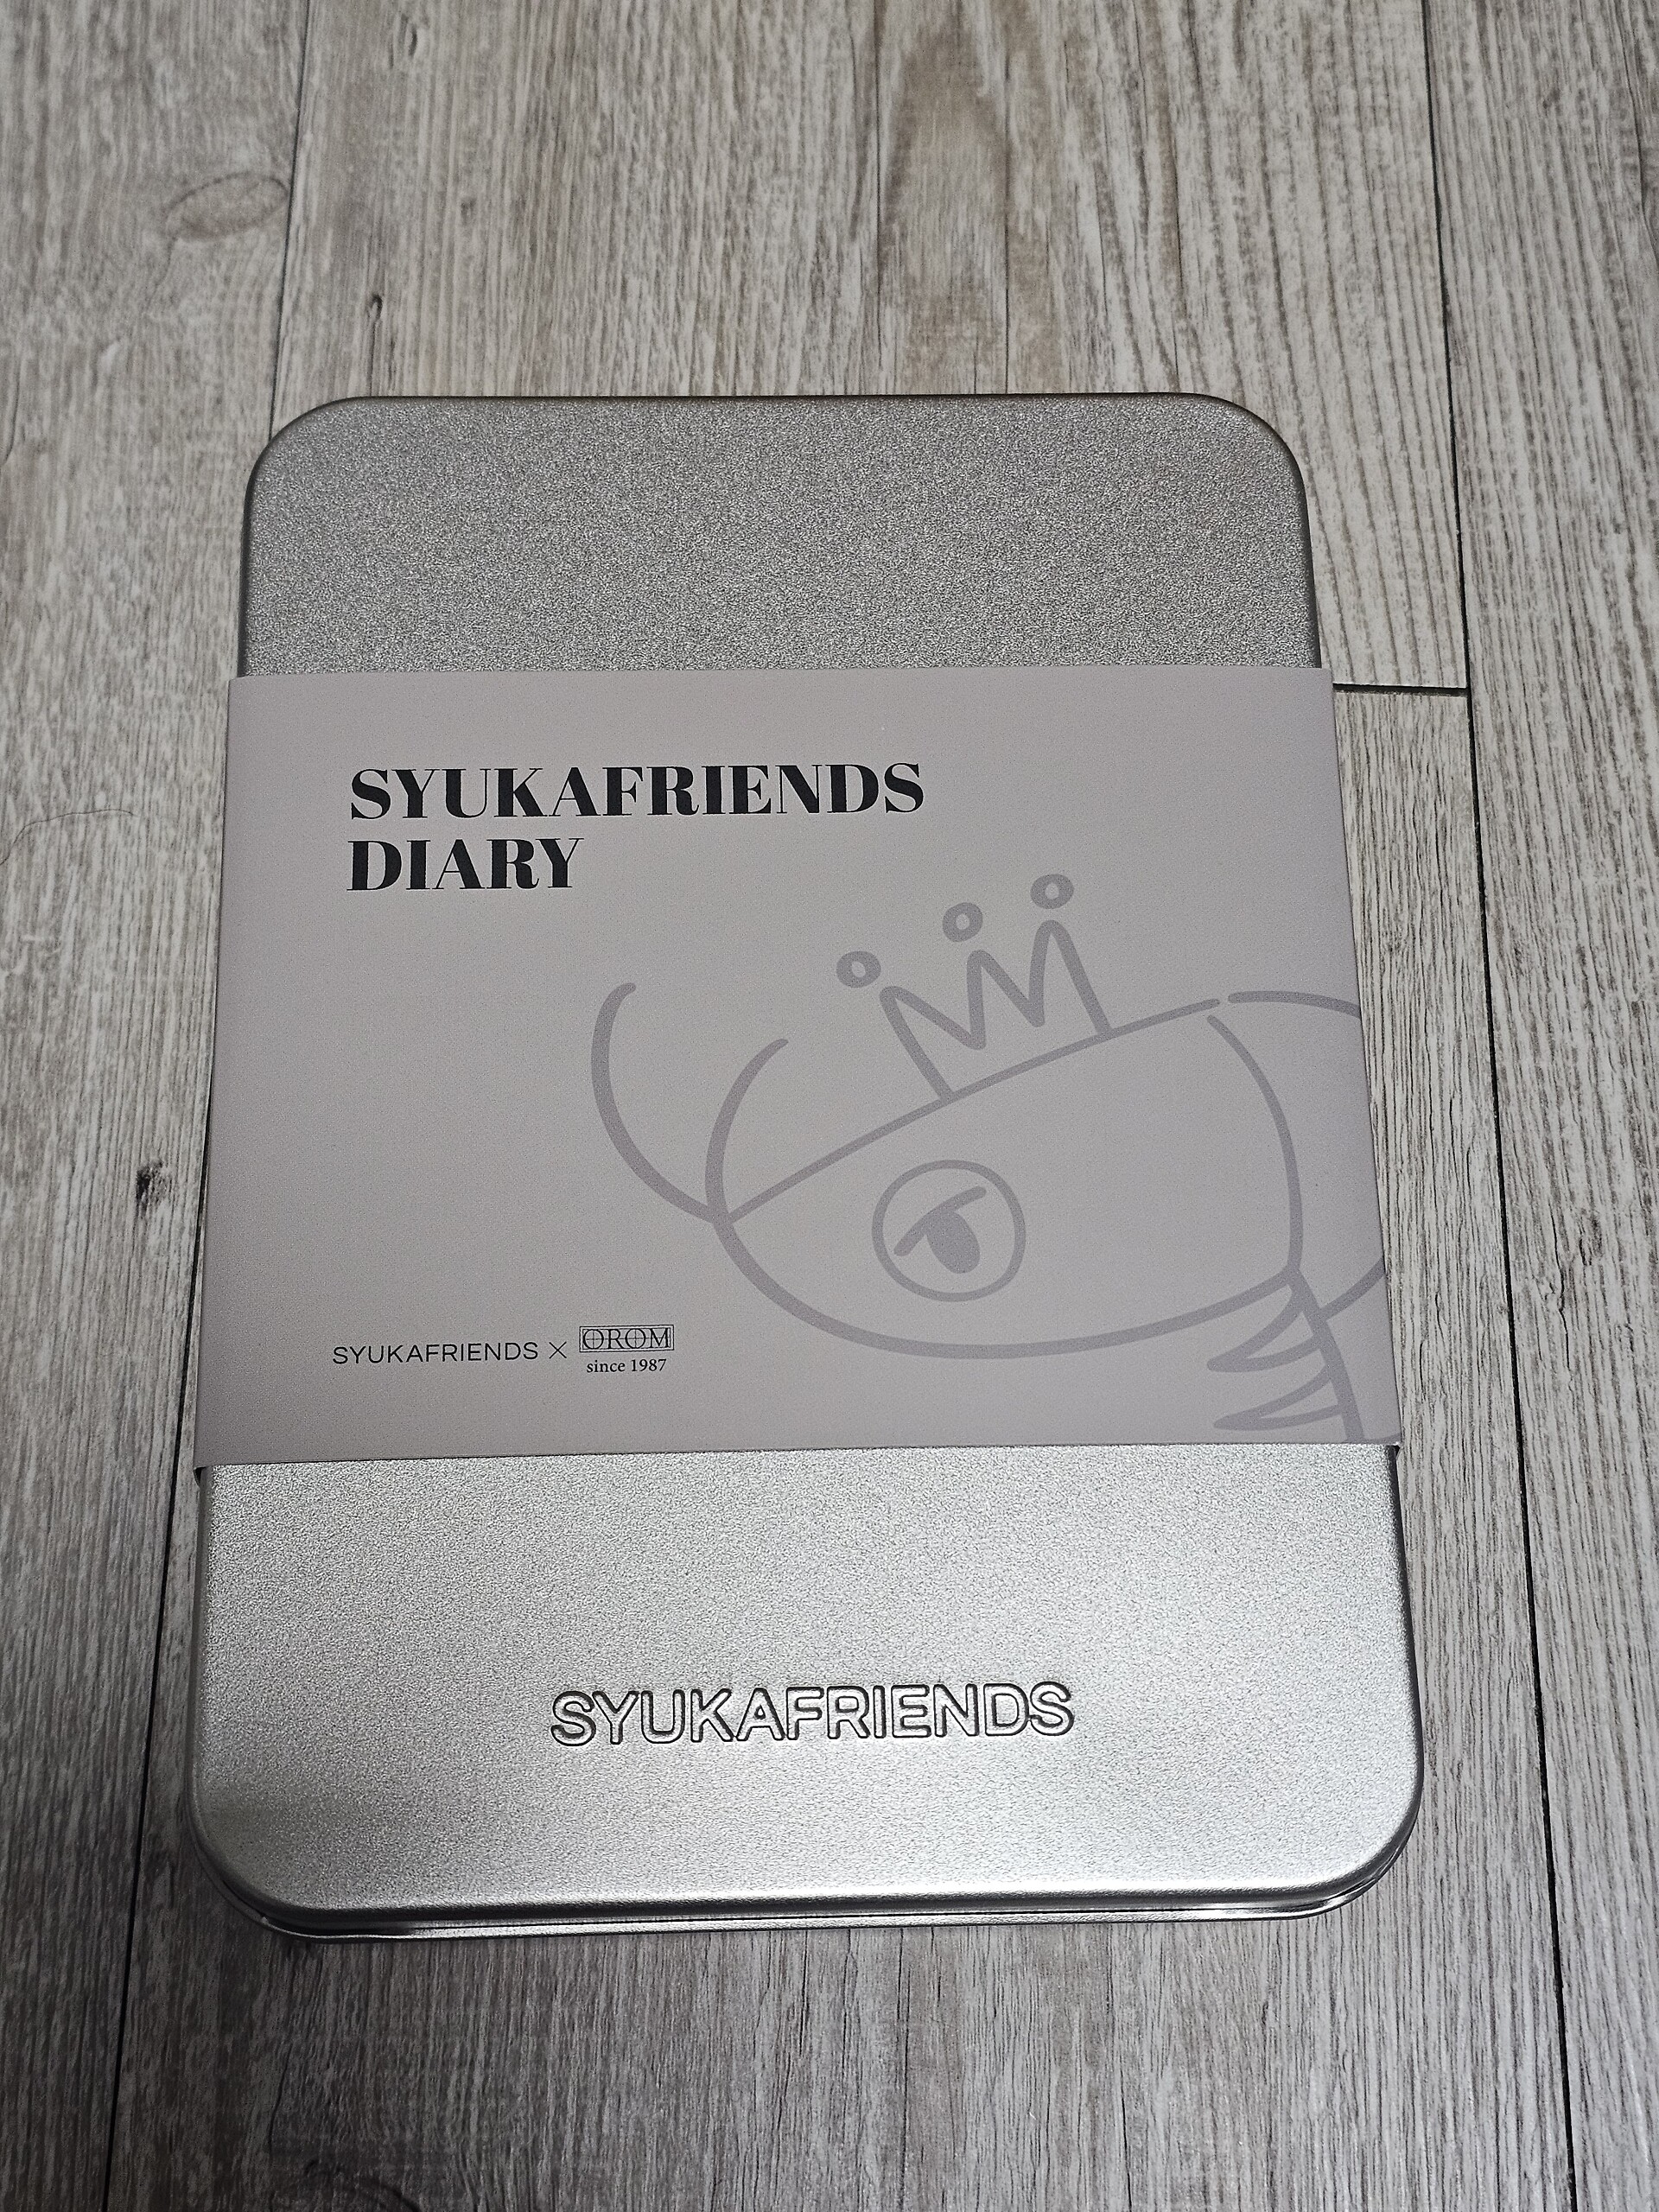 SYUKAFRIENDS
DIARY
SYUKAFRIENDS × OROM
since 1987
SYUKAFRIENDS